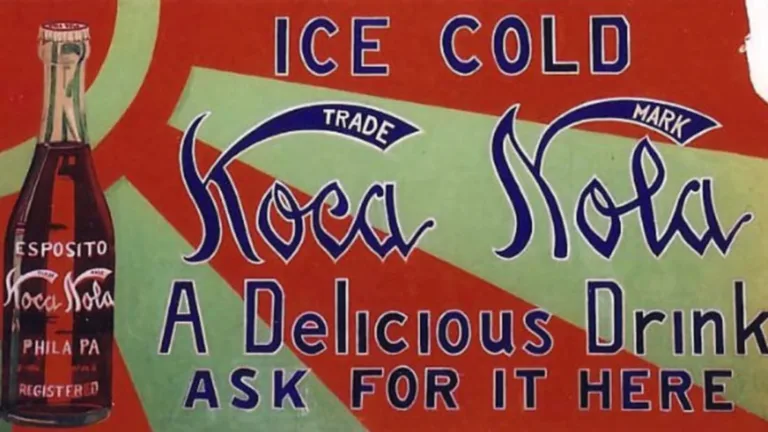 ICE COLD
TRADE MARK
Koca Nola
A Delicious Drink
ASK FOR IT HERE
ESPOSITO
Koca Nola
PHILA PA
REGISTERED